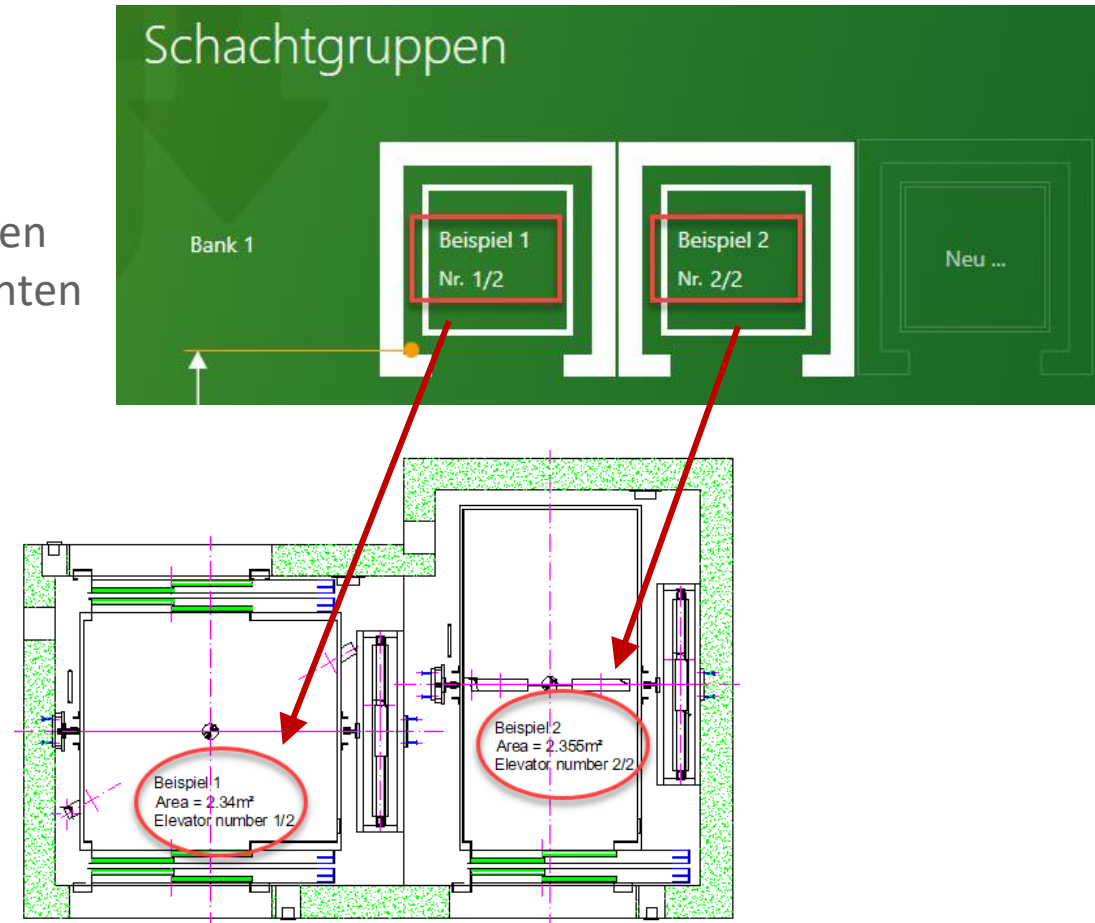 Schachtgruppen
en
nten
Bank 1
Beispiel 1
Nr. 1/2
Beispiel 2
Nr. 2/2
Neu ...
Beispiel 2
Area = 2.355m²
Elevator number 2/2
Beispiel 1
Area = 2.34m²
Elevator number 1/2